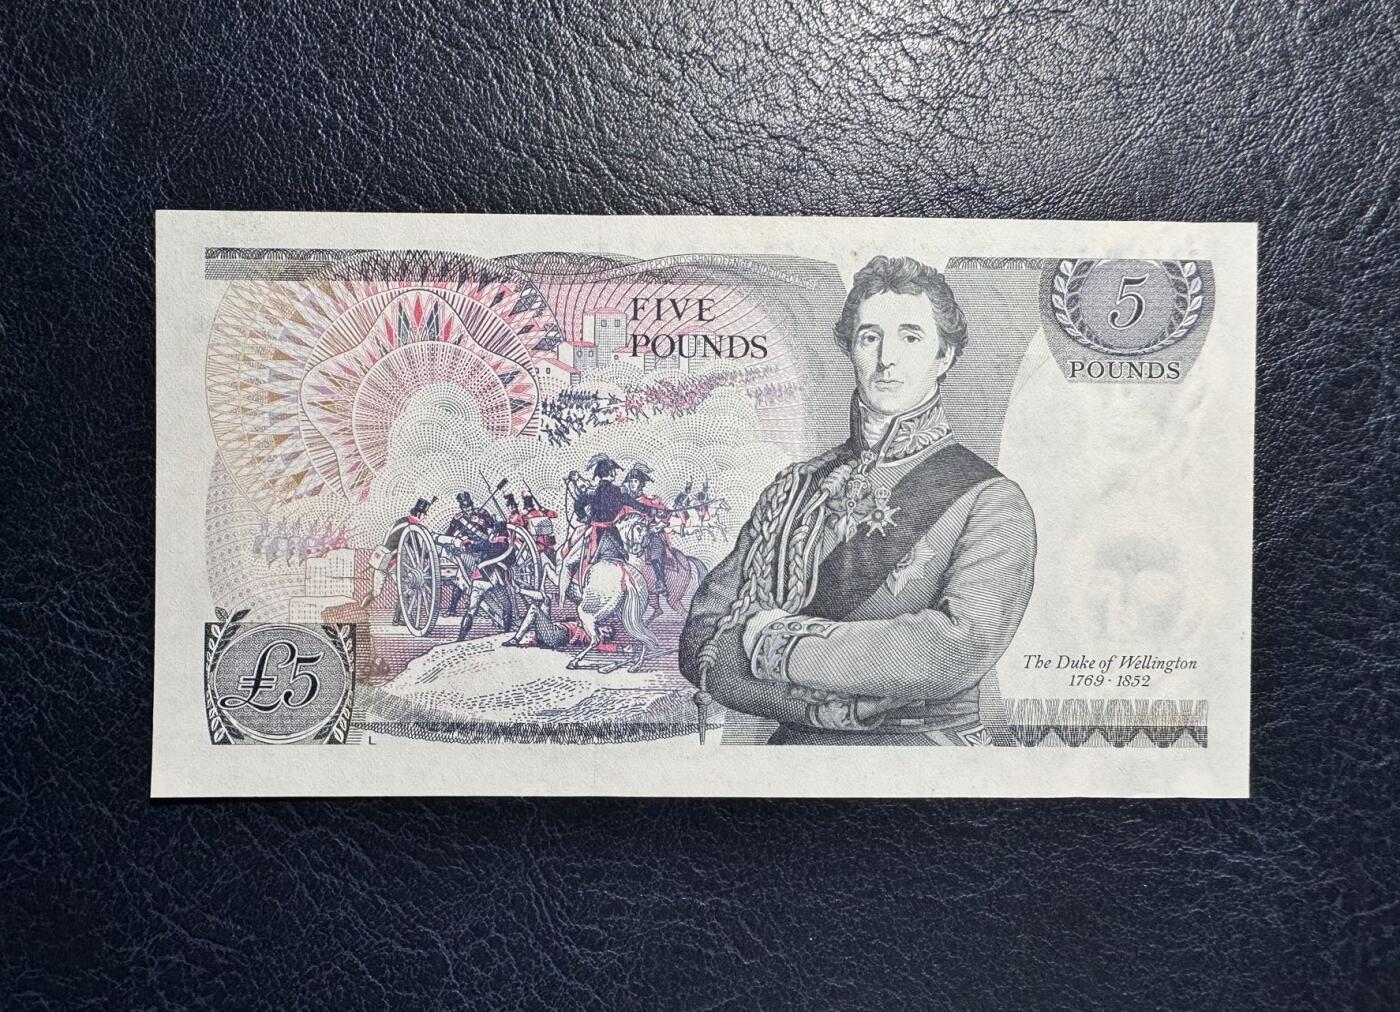 FIVE
POUNDS
5
POUNDS
The Duke of Wellington
1769 · 1852
£5
L